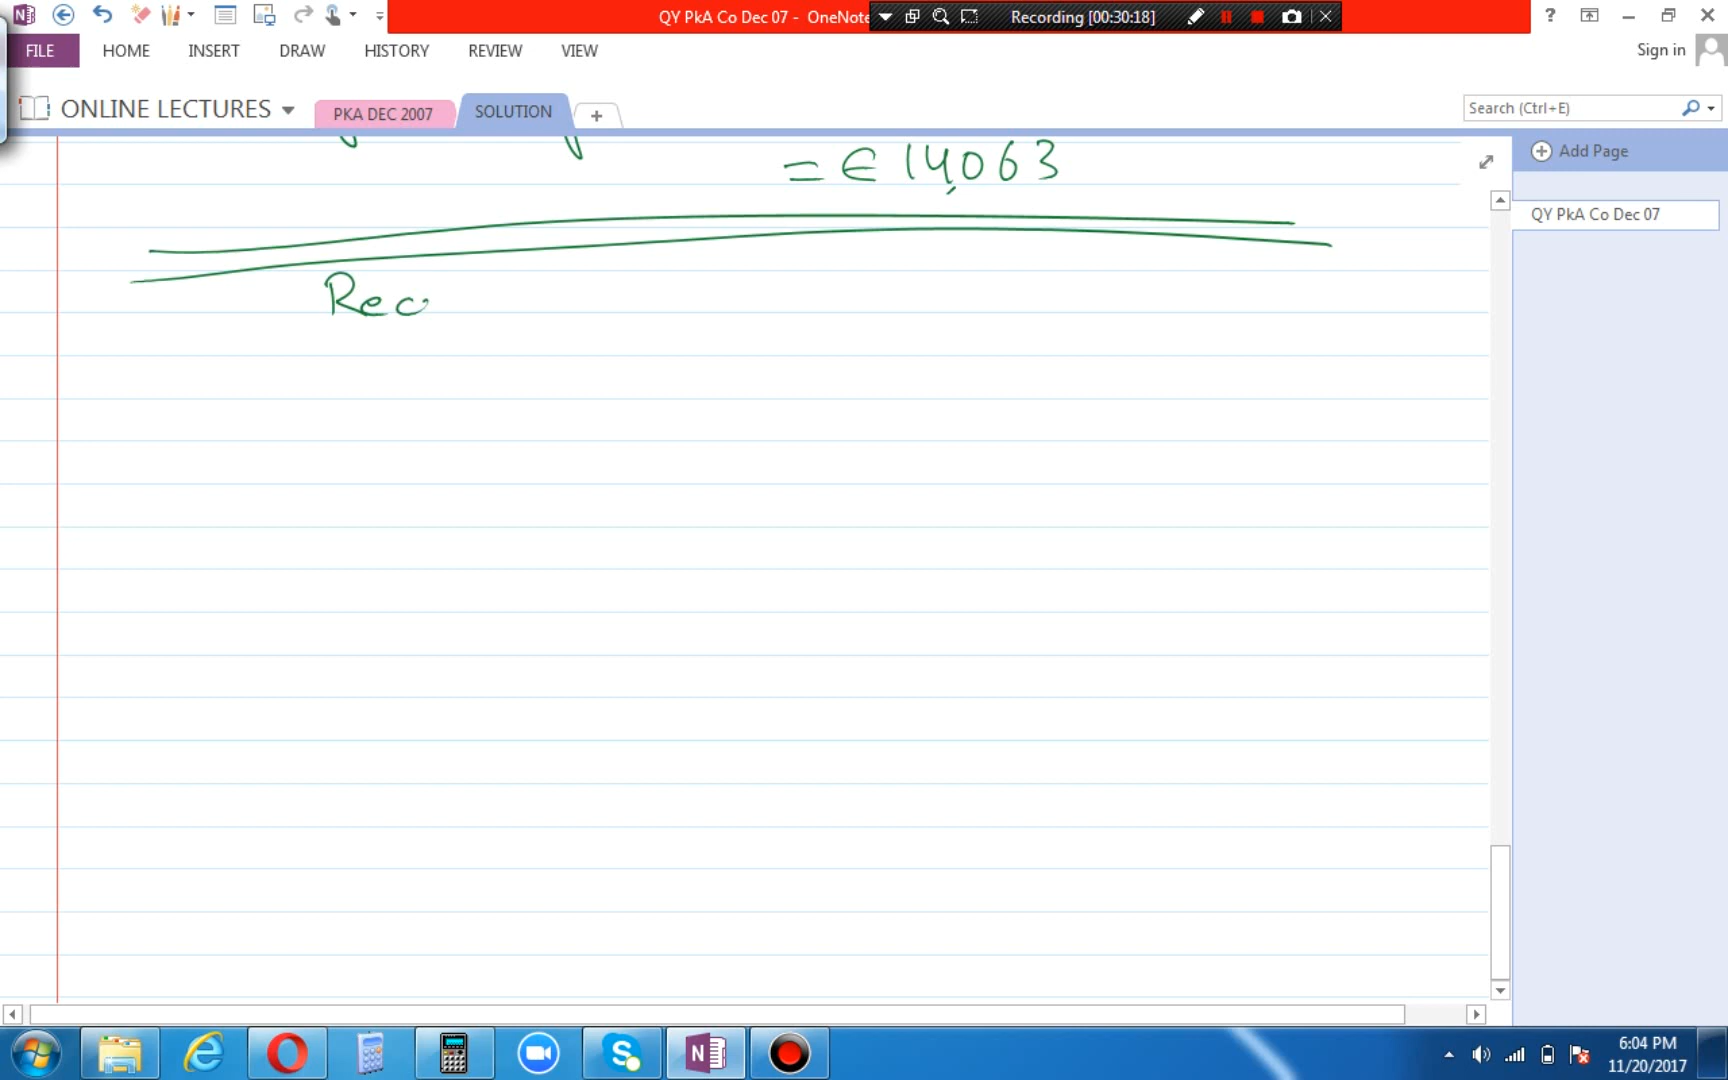 QY PkA Co Dec 07 - OneNote
Recording [00:30:18]
FILE HOME INSERT DRAW HISTORY REVIEW VIEW
Sign in
ONLINE LECTURES
PKA DEC 2007
SOLUTION
Search (Ctrl+E)
Add Page
QY PkA Co Dec 07
= € 14,063
Rec
6:04 PM
11/20/2017